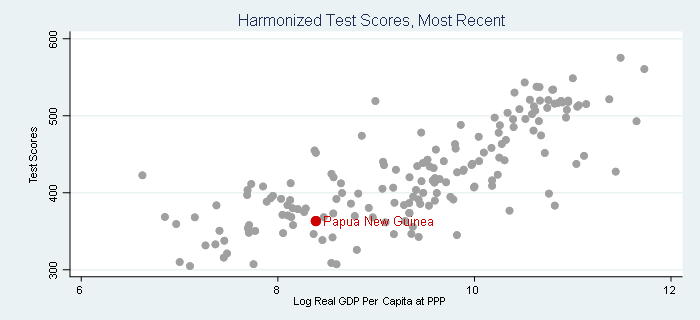 Harmonized Test Scores, Most Recent
600
500
400
300
Test Scores
Papua New Guinea
6
8
10
12
Log Real GDP Per Capita at PPP